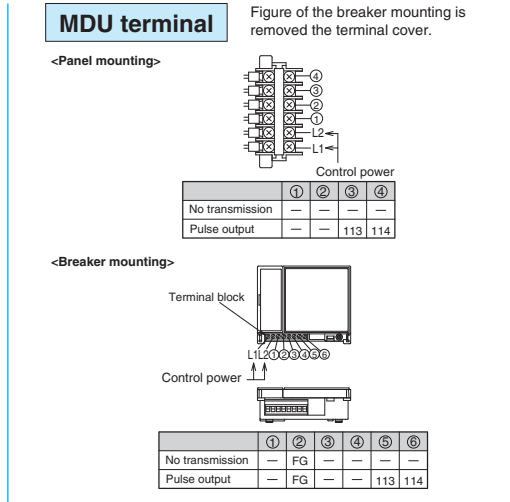 MDU terminal
Figure of the breaker mounting is
removed the terminal cover.
<Panel mounting>
④
③
②
①
L2
L1
Control power
① ② ③ ④
No transmission — — — —
Pulse output — — 113 114
<Breaker mounting>
Terminal block
L1L2①②③④⑤⑥
Control power
① ② ③ ④ ⑤ ⑥
No transmission — FG — — — —
Pulse output — FG — — 113 114